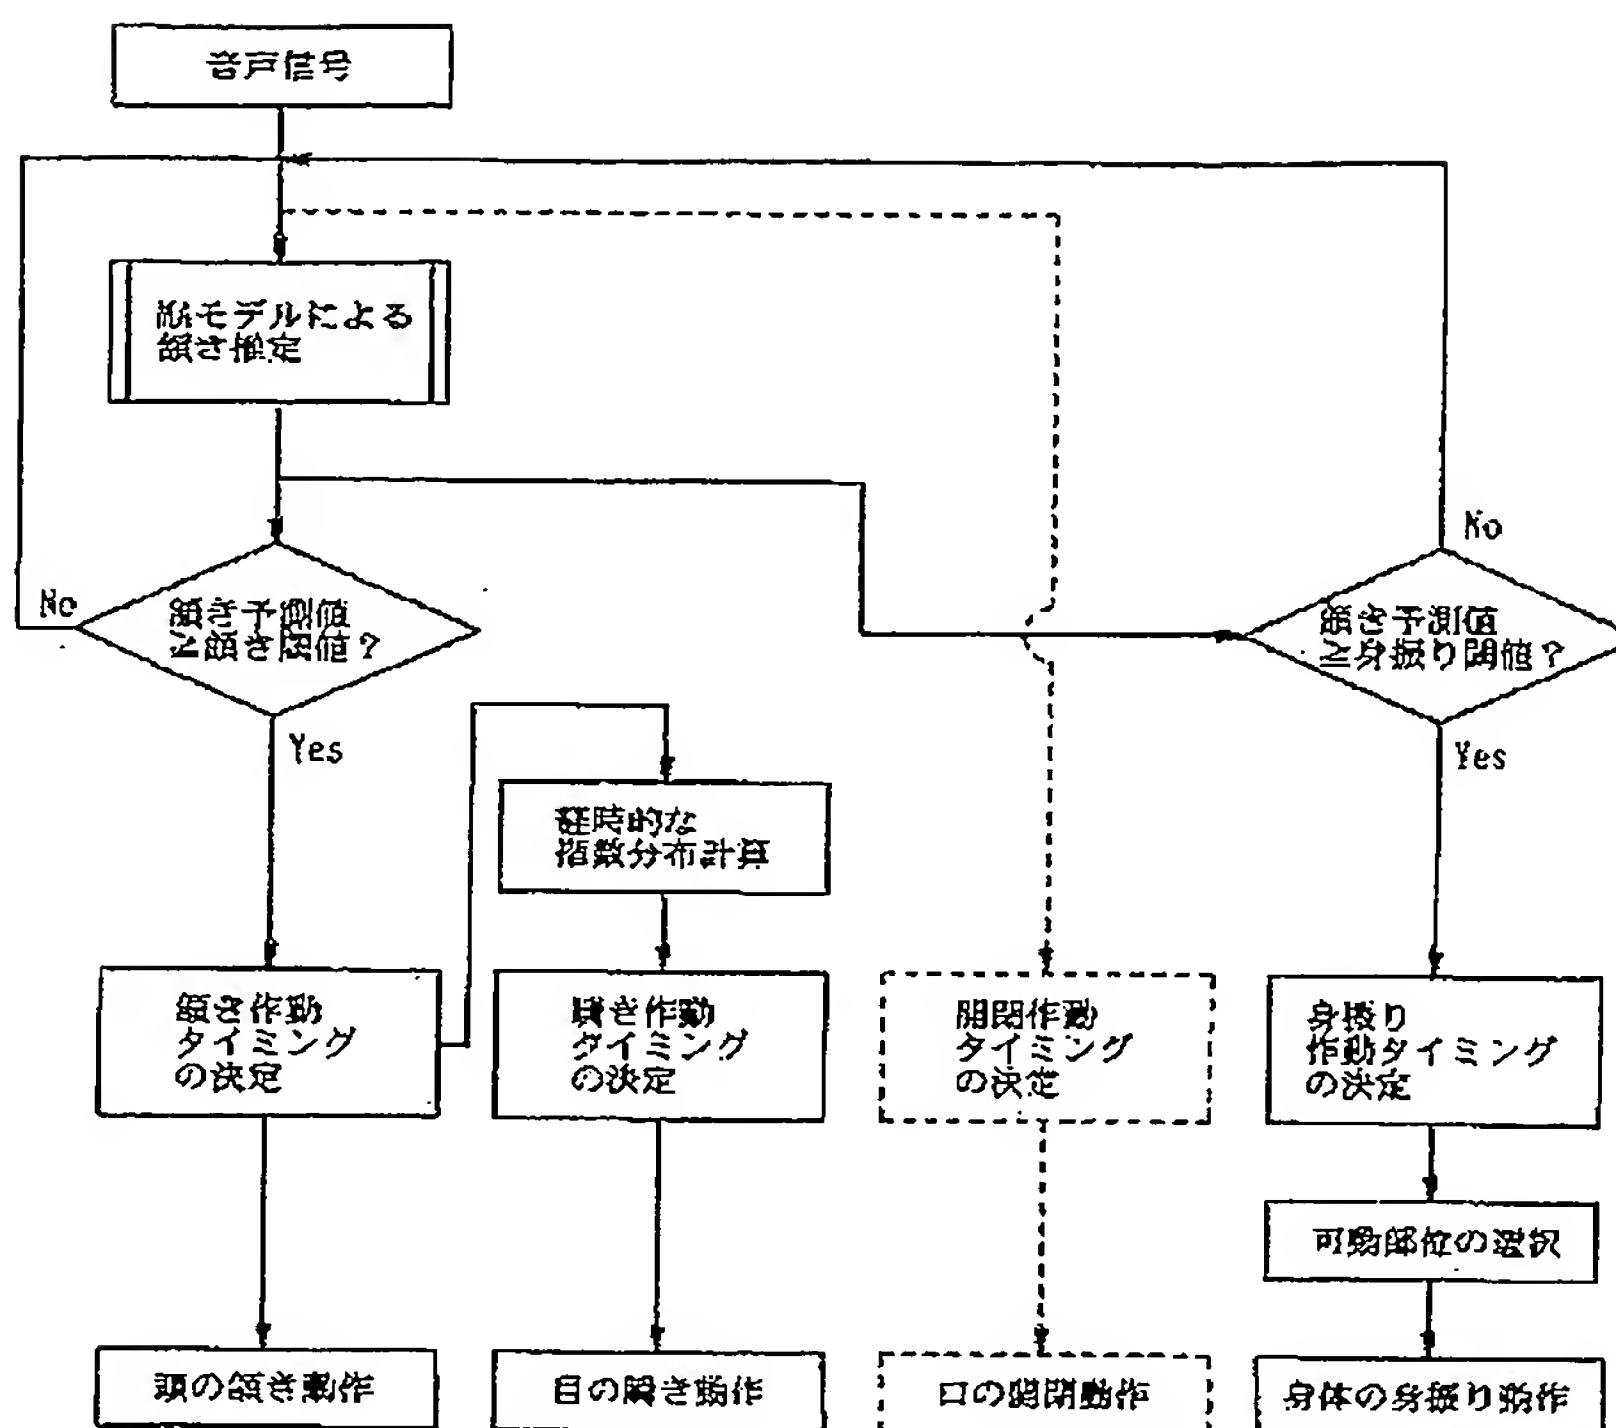 音声信号
MAモデルによる
頷き推定
No
頷き予測値
≧頷き閾値？
Yes
No
頷き予測値
≧身振り閾値？
Yes
経時的な
指数分布計算
頷き作動
タイミング
の決定
瞬き作動
タイミング
の決定
開閉作動
タイミング
の決定
身振り
作動タイミング
の決定
可動部位の選択
頭の頷き動作
目の瞬き動作
口の開閉動作
身体の身振り動作